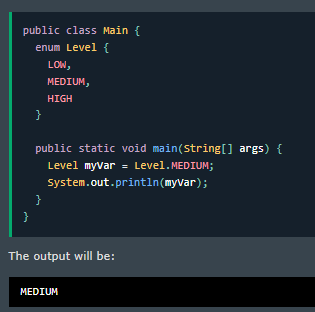 public class Main {
  enum Level {
    LOW,
    MEDIUM,
    HIGH
  }

  public static void main(String[] args) {
    Level myVar = Level.MEDIUM;
    System.out.println(myVar);
  }
}
The output will be:
MEDIUM